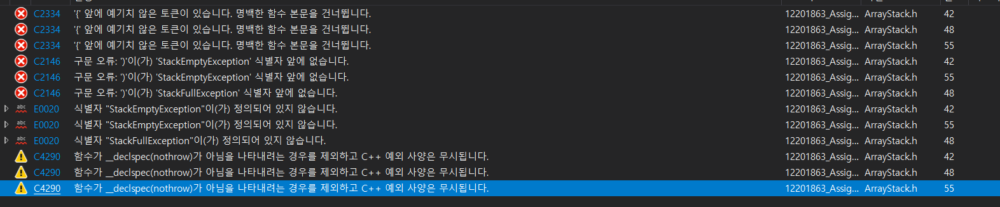 C2334 '{' 앞에 예기치 않은 토큰이 있습니다. 명백한 함수 본문을 건너뜁니다. 12201863_Assig... ArrayStack.h 42
C2334 '{' 앞에 예기치 않은 토큰이 있습니다. 명백한 함수 본문을 건너뜁니다. 12201863_Assig... ArrayStack.h 48
C2334 '{' 앞에 예기치 않은 토큰이 있습니다. 명백한 함수 본문을 건너뜁니다. 12201863_Assig... ArrayStack.h 55
C2146 구문 오류: ')'이(가) 'StackEmptyException' 식별자 앞에 없습니다. 12201863_Assig... ArrayStack.h 42
C2146 구문 오류: ')'이(가) 'StackEmptyException' 식별자 앞에 없습니다. 12201863_Assig... ArrayStack.h 55
C2146 구문 오류: ')'이(가) 'StackFullException' 식별자 앞에 없습니다. 12201863_Assig... ArrayStack.h 48
abc E0020 식별자 "StackEmptyException"이(가) 정의되어 있지 않습니다. 12201863_Assig... ArrayStack.h 42
abc E0020 식별자 "StackEmptyException"이(가) 정의되어 있지 않습니다. 12201863_Assig... ArrayStack.h 55
abc E0020 식별자 "StackFullException"이(가) 정의되어 있지 않습니다. 12201863_Assig... ArrayStack.h 48
C4290 함수가 __declspec(nothrow)가 아님을 나타내려는 경우를 제외하고 C++ 예외 사양은 무시됩니다. 12201863_Assig... ArrayStack.h 42
C4290 함수가 __declspec(nothrow)가 아님을 나타내려는 경우를 제외하고 C++ 예외 사양은 무시됩니다. 12201863_Assig... ArrayStack.h 48
C4290 함수가 __declspec(nothrow)가 아님을 나타내려는 경우를 제외하고 C++ 예외 사양은 무시됩니다. 12201863_Assig... ArrayStack.h 55